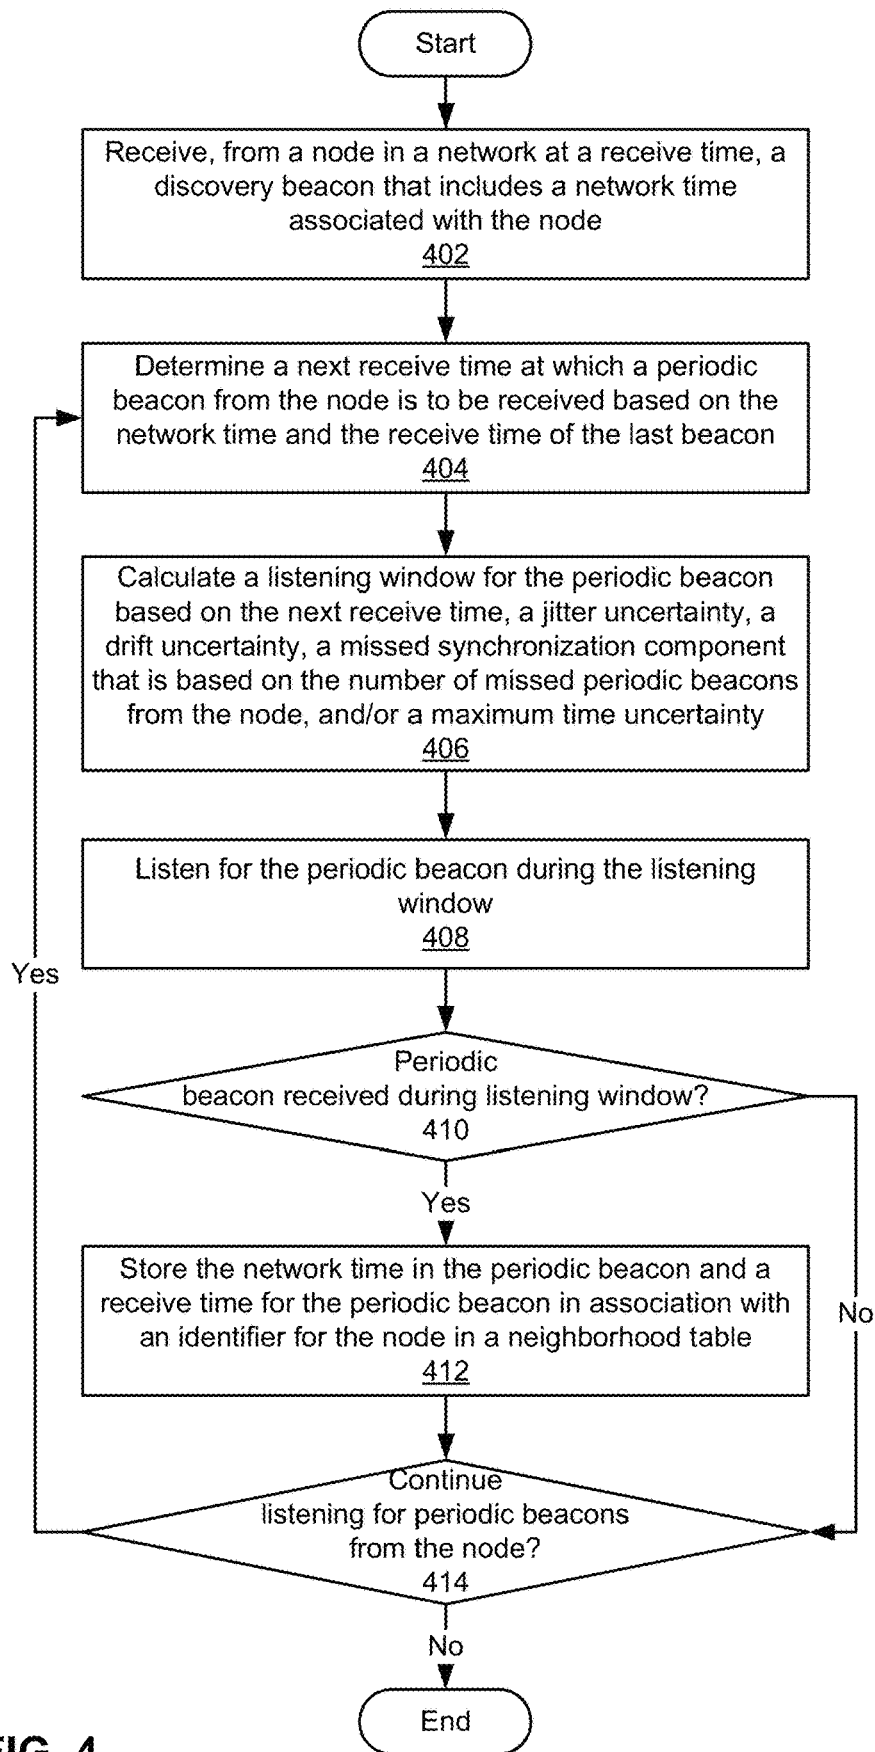 Start
Receive, from a node in a network at a receive time, a
discovery beacon that includes a network time
associated with the node
402
Determine a next receive time at which a periodic
beacon from the node is to be received based on the
network time and the receive time of the last beacon
404
Calculate a listening window for the periodic beacon
based on the next receive time, a jitter uncertainty, a
drift uncertainty, a missed synchronization component
that is based on the number of missed periodic beacons
from the node, and/or a maximum time uncertainty
406
Listen for the periodic beacon during the listening
window
408
Yes
Periodic
beacon received during listening window?
410
Yes
Store the network time in the periodic beacon and a
receive time for the periodic beacon in association with
an identifier for the node in a neighborhood table
412
No
Continue
listening for periodic beacons
from the node?
414
No
End
FIG. 4